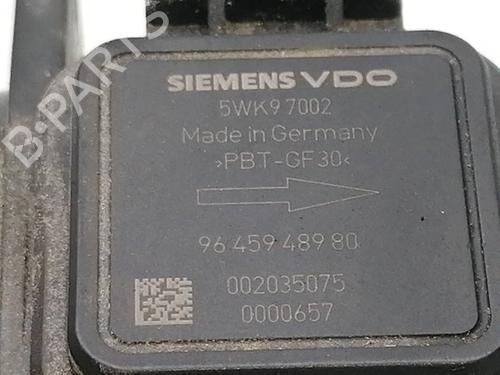 SIEMENS VDO
5WK9 7002
Made in Germany
>PBT-GF30<
96 459 489 80
002035075
0000657
B-PARTS